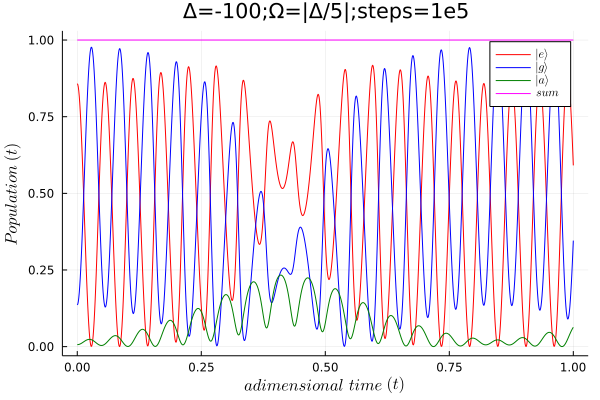 Δ=-100;Ω=|Δ/5|;steps=1e5
1.00
0.75
0.50
0.25
0.00
Population (t)
|e⟩
|g⟩
|a⟩
sum
0.00 0.25 0.50 0.75 1.00
adimensional time (t)